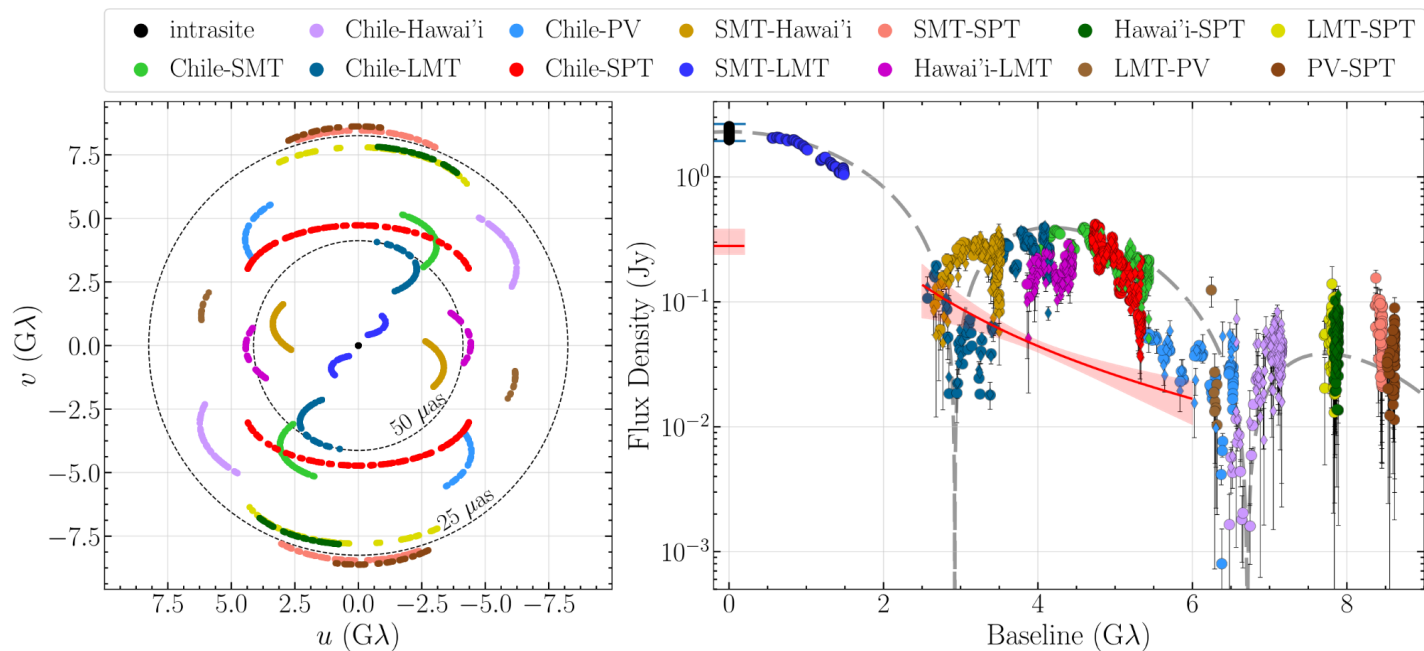 intrasite Chile-Hawai'i Chile-PV SMT-Hawai'i SMT-SPT Hawai'i-SPT LMT-SPT
Chile-SMT Chile-LMT Chile-SPT SMT-LMT Hawai'i-LMT LMT-PV PV-SPT
7.5
5.0
2.5
0.0
−2.5
−5.0
−7.5
v (Gλ)
50 μas
25 μas
7.5 5.0 2.5 0.0 −2.5 −5.0 −7.5
u (Gλ)
10⁰
10⁻¹
10⁻²
10⁻³
Flux Density (Jy)
0 2 4 6 8
Baseline (Gλ)